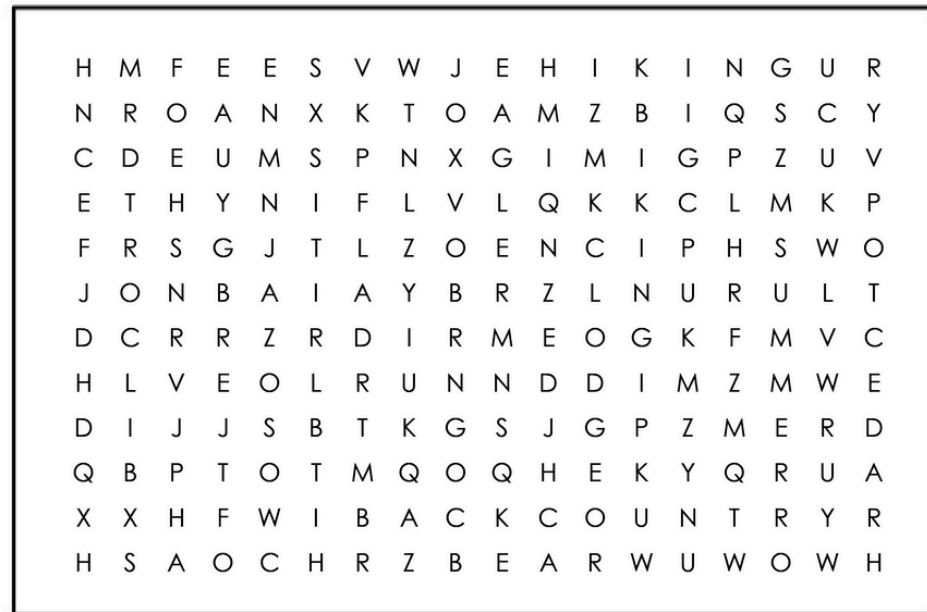 H M F E E S V W J E H I K I N G U R
N R O A N X K T O A M Z B I Q S C Y
C D E U M S P N X G I M I G P Z U V
E T H Y N I F L V L Q K K C L M K P
F R S G J T L Z O E N C I P H S W O
J O N B A I A Y B R Z L N U R U L T
D C R R Z R D I R M E O G K F M V C
H L V E O L R U N N D D I M Z M W E
D I J J S B T K G S J G P Z M E R D
Q B P T O T M Q O Q H E K Y Q R U A
X X H F W I B A C K C O U N T R Y R
H S A O C H R Z B E A R W U W O W H